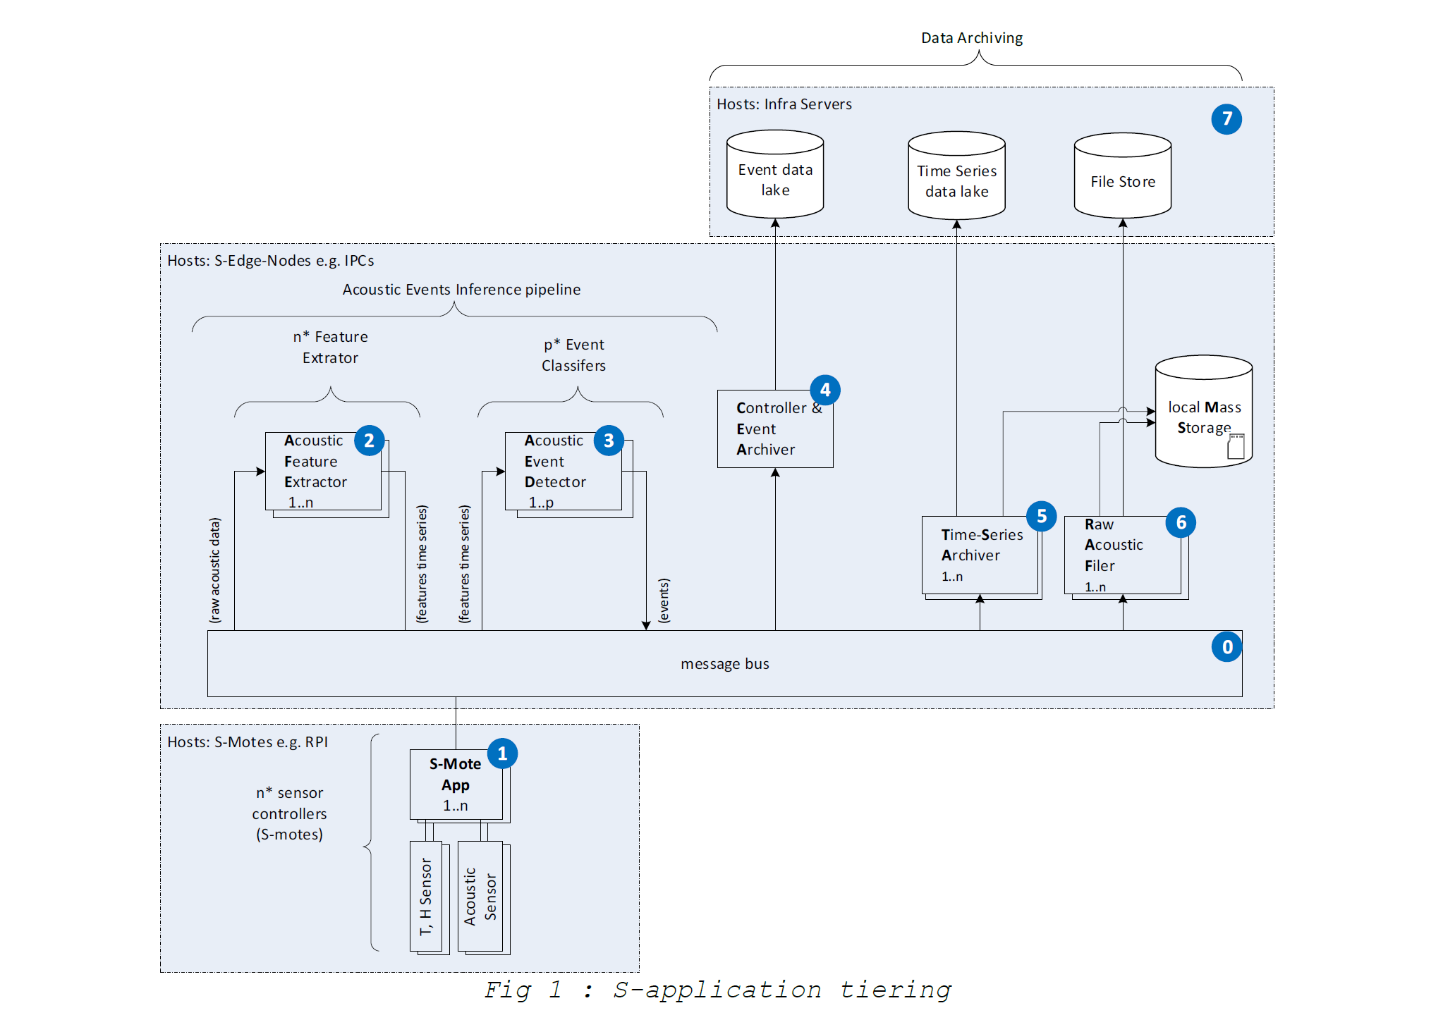 Data Archiving
Hosts: Infra Servers
7
Event data
lake
Time Series
data lake
File Store
Hosts: S-Edge-Nodes e.g. IPCs
Acoustic Events Inference pipeline
n* Feature
Extrator
p* Event
Classifers
Acoustic
Feature
Extractor
1..n
2
Acoustic
Event
Detector
1..p
3
Controller &
Event
Archiver
4
local Mass
Storage
Time-Series
Archiver
1..n
5
Raw
Acoustic
Filer
1..n
6
(raw acoustic data)
(features time series)
(features time series)
(events)
message bus
0
Hosts: S-Motes e.g. RPI
n* sensor
controllers
(S-motes)
S-Mote
App
1..n
1
T, H Sensor
Acoustic
Sensor
Fig 1 : S-application tiering